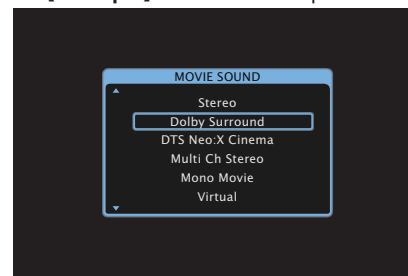 MOVIE SOUND
Stereo
Dolby Surround
DTS Neo:X Cinema
Multi Ch Stereo
Mono Movie
Virtual